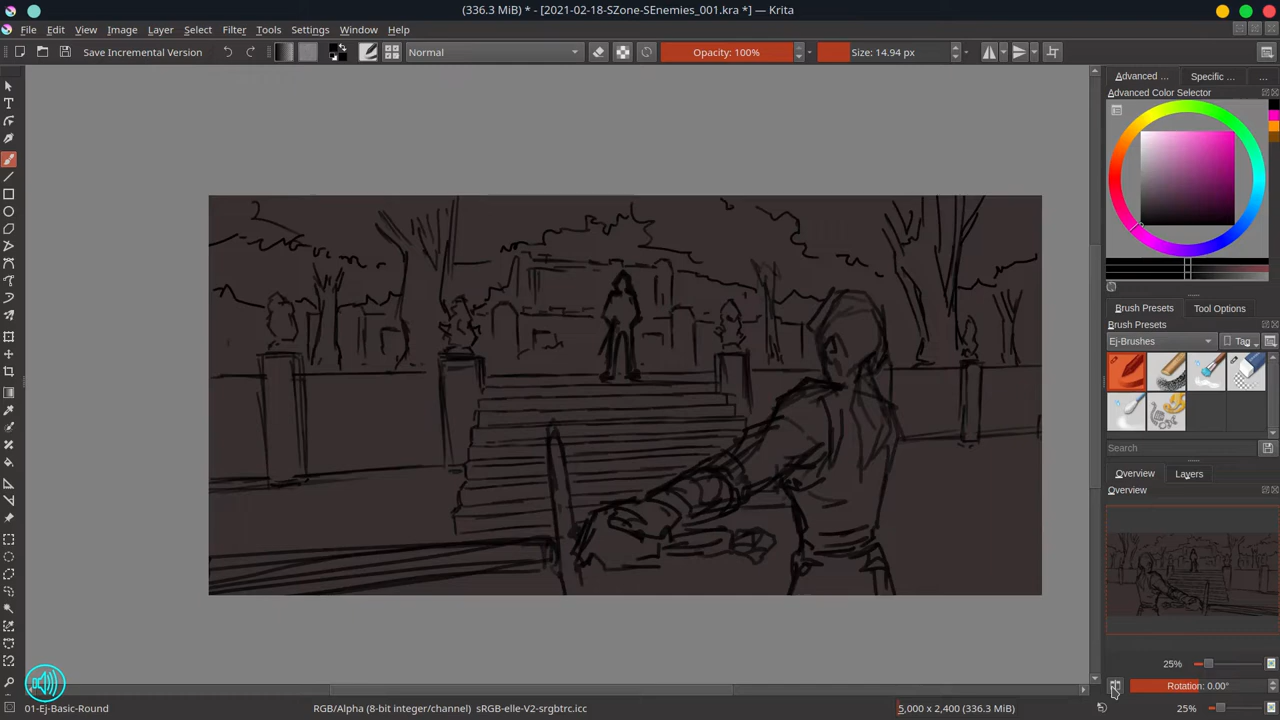 (336.3 MiB) * - [2021-02-18-SZone-SEnemies_001.kra *] — Krita
File Edit View Image Layer Select Filter Tools Settings Window Help
Save Incremental Version Normal Opacity: 100% Size: 14.94 px
Advanced ... Specific ... ...
Advanced Color Selector
Brush Presets Tool Options
Brush Presets
Ej-Brushes Tag
Search
Overview Layers
Overview
25%
Rotation: 0.00°
01-Ej-Basic-Round RGB/Alpha (8-bit integer/channel) sRGB-elle-V2-srgbtrc.icc 5,000 x 2,400 (336.3 MiB) 25%